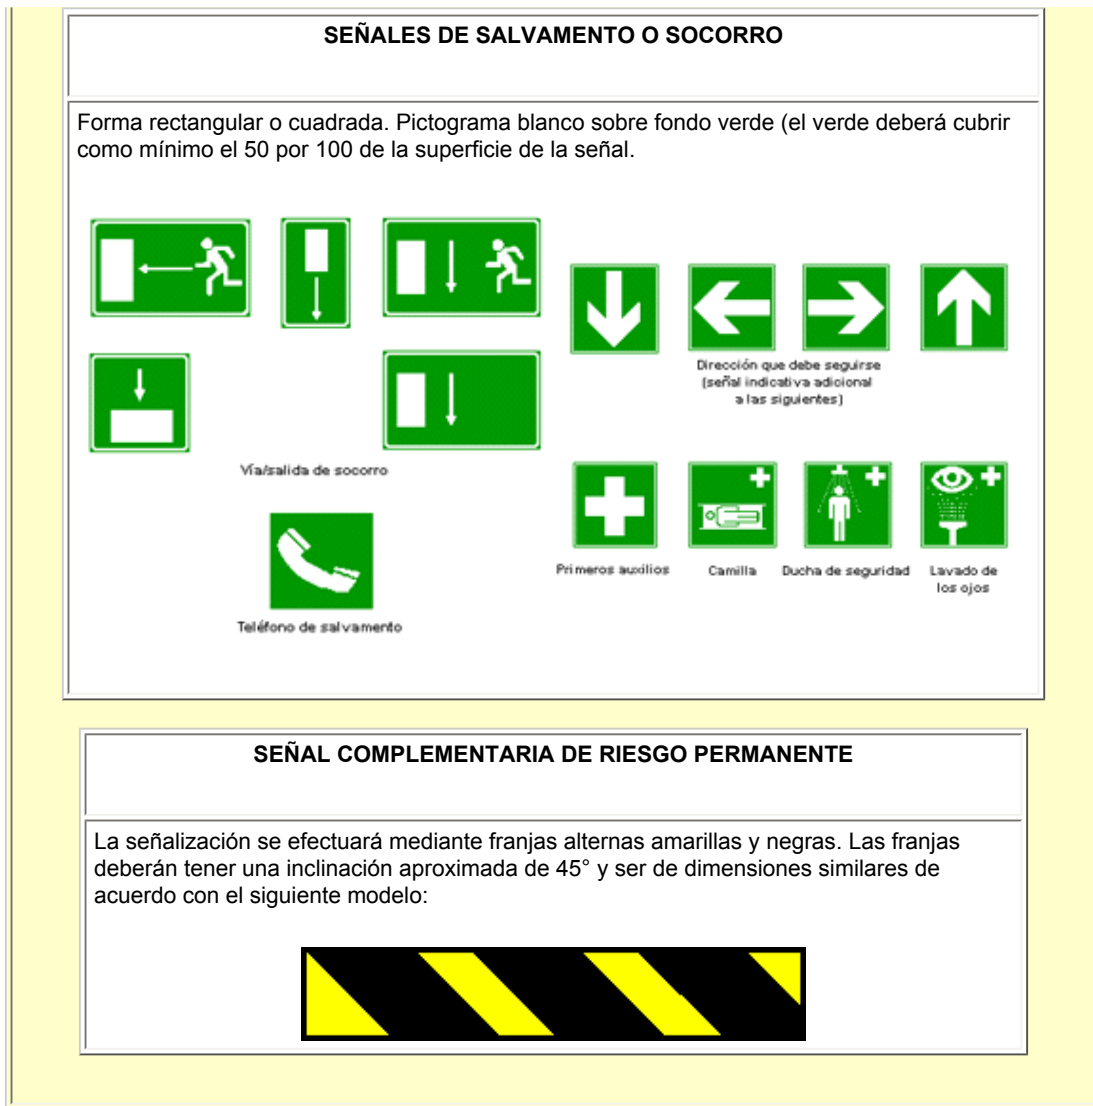 SEÑALES DE SALVAMENTO O SOCORRO
Forma rectangular o cuadrada. Pictograma blanco sobre fondo verde (el verde deberá cubrir
como mínimo el 50 por 100 de la superficie de la señal.
Dirección que debe seguirse
(señal indicativa adicional
a las siguientes)
Vía/salida de socorro
Primeros auxilios
Camilla
Ducha de seguridad
Lavado de
los ojos
Teléfono de salvamento
SEÑAL COMPLEMENTARIA DE RIESGO PERMANENTE
La señalización se efectuará mediante franjas alternas amarillas y negras. Las franjas
deberán tener una inclinación aproximada de 45° y ser de dimensiones similares de
acuerdo con el siguiente modelo: